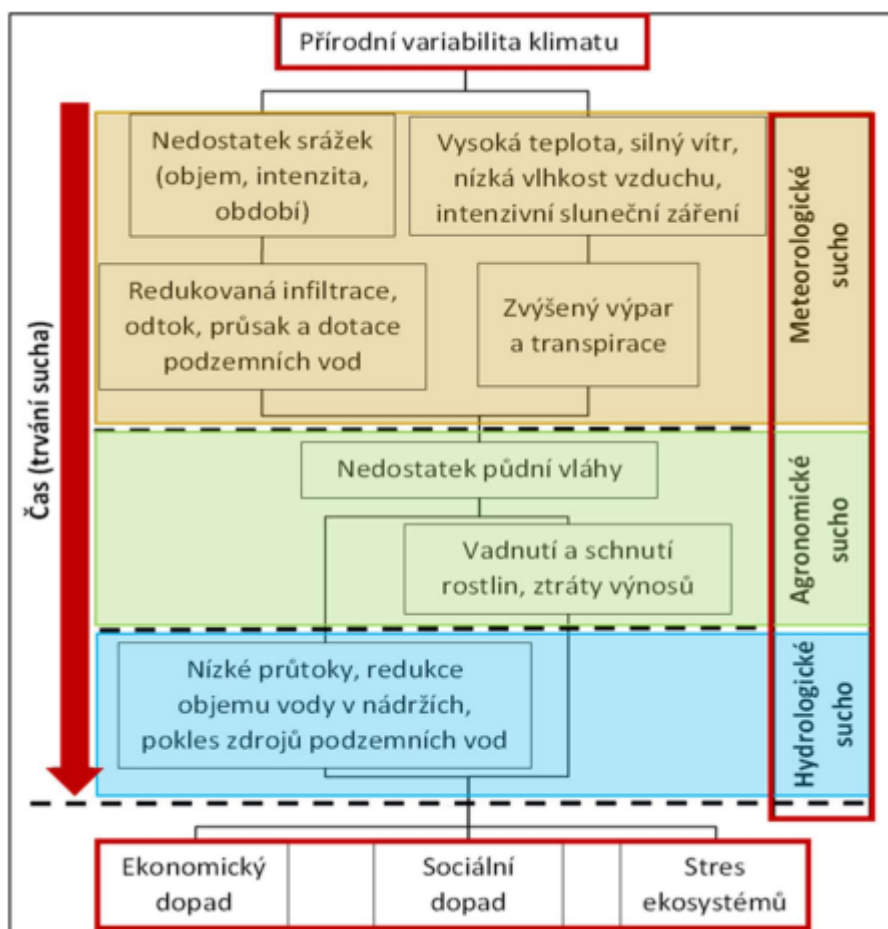 Přírodní variabilita klimatu
Nedostatek srážek
(objem, intenzita,
období)
Vysoká teplota, silný vítr,
nízká vlhkost vzduchu,
intenzivní sluneční záření
Redukovaná infiltrace,
odtok, průsak a dotace
podzemních vod
Zvýšený výpar
a transpirace
Meteorologické
sucho
Čas (trvání sucha)
Nedostatek půdní vláhy
Vadnutí a schnutí
rostlin, ztráty výnosů
Agronomické
sucho
Nízké průtoky, redukce
objemu vody v nádržích,
pokles zdrojů podzemních vod
Hydrologické
sucho
Ekonomický
dopad
Sociální
dopad
Stres
ekosystémů